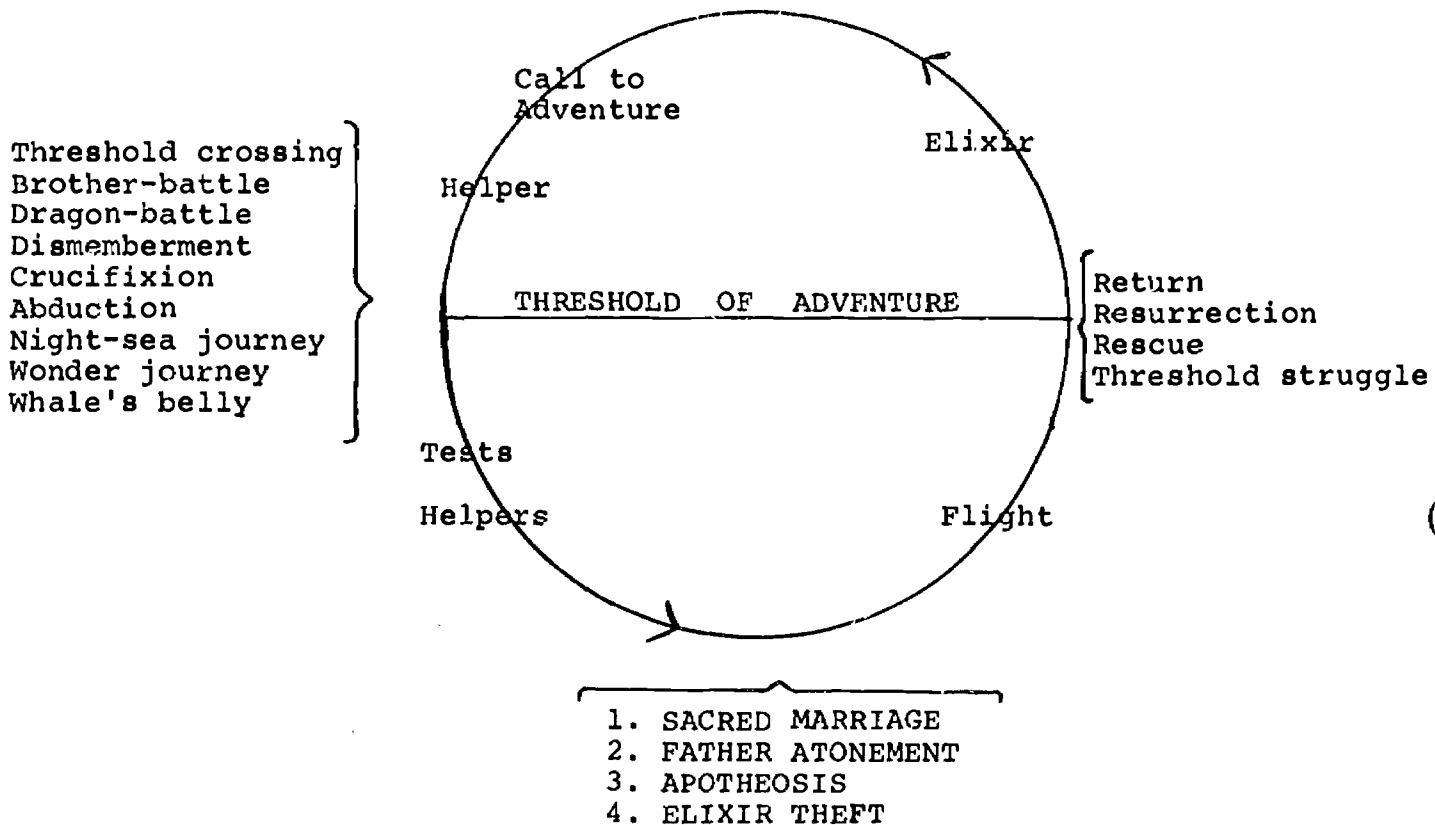 Call to
Adventure
Elixir
Threshold crossing
Brother-battle
Dragon-battle
Dismemberment
Crucifixion
Abduction
Night-sea journey
Wonder journey
Whale's belly
Helper
THRESHOLD OF ADVENTURE
Return
Resurrection
Rescue
Threshold struggle
Tests
Helpers
Flight
(
1. SACRED MARRIAGE
2. FATHER ATONEMENT
3. APOTHEOSIS
4. ELIXIR THEFT